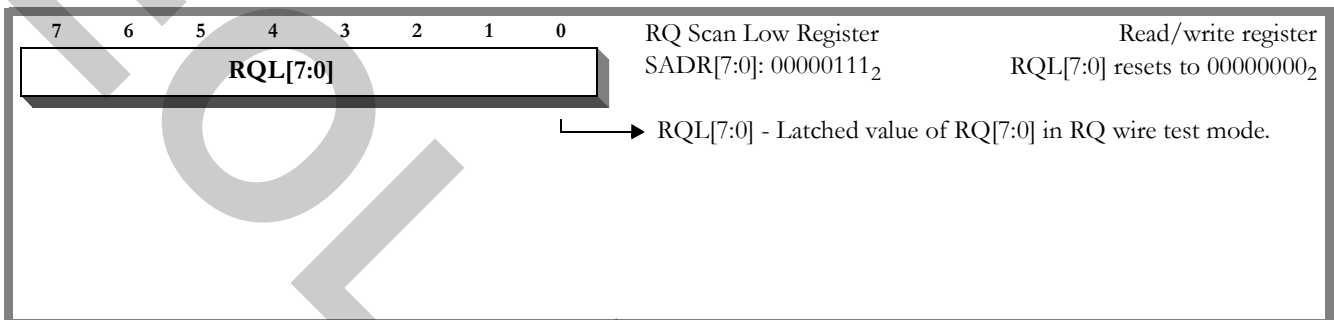 7 6 5 4 3 2 1 0
RQL[7:0]
RQ Scan Low Register
SADR[7:0]: 00000111₂
Read/write register
RQL[7:0] resets to 00000000₂
RQL[7:0] - Latched value of RQ[7:0] in RQ wire test mode.